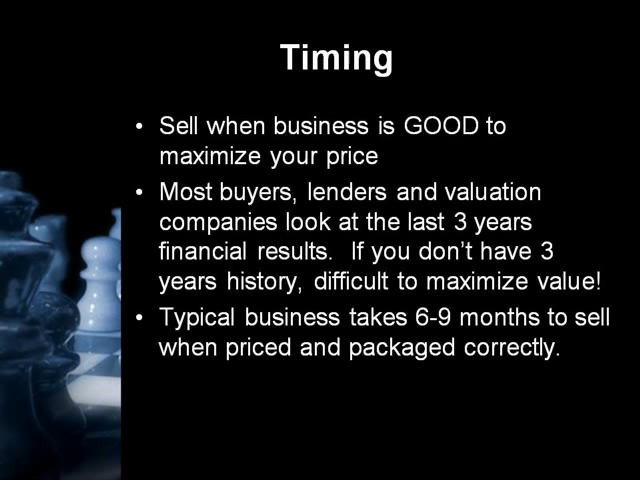 Timing
• Sell when business is GOOD to
maximize your price
• Most buyers, lenders and valuation
companies look at the last 3 years
financial results.  If you don't have 3
years history, difficult to maximize value!
• Typical business takes 6-9 months to sell
when priced and packaged correctly.